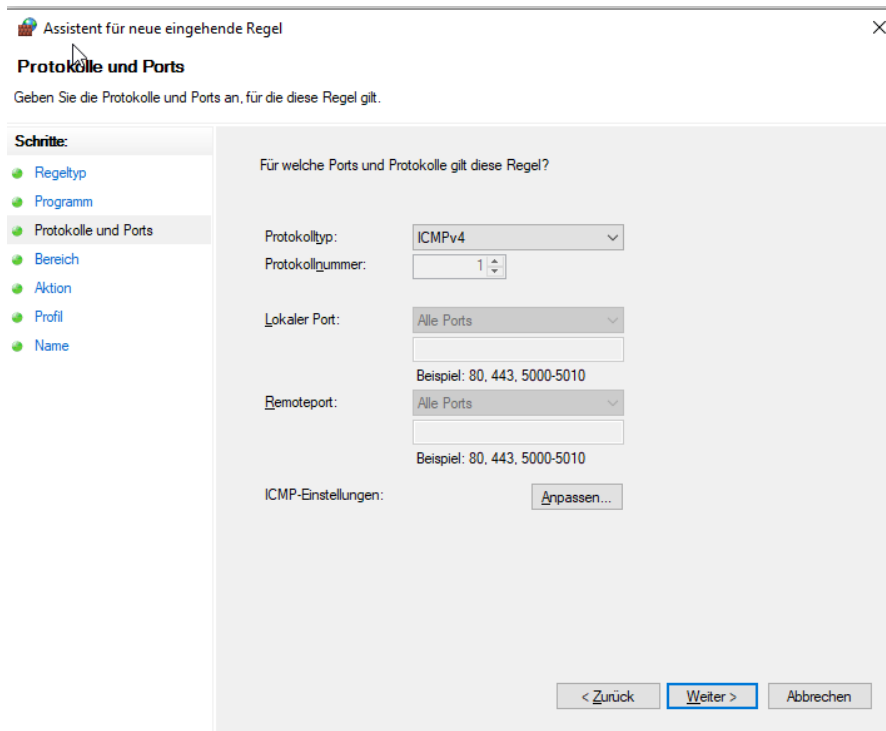 Assistent für neue eingehende Regel
Protokolle und Ports
Geben Sie die Protokolle und Ports an, für die diese Regel gilt.
Schritte:
Regeltyp
Programm
Protokolle und Ports
Bereich
Aktion
Profil
Name
Für welche Ports und Protokolle gilt diese Regel?
Protokolltyp: ICMPv4
Protokollnummer: 1
Lokaler Port: Alle Ports
Beispiel: 80, 443, 5000-5010
Remoteport: Alle Ports
Beispiel: 80, 443, 5000-5010
ICMP-Einstellungen: Anpassen...
< Zurück Weiter > Abbrechen